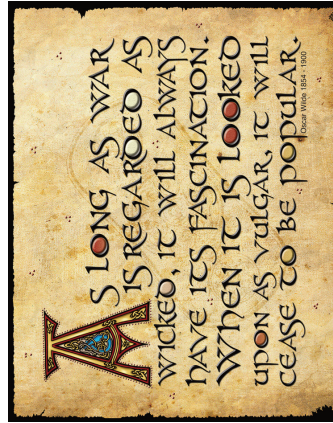 As long as war
is regarded as
wicked, it will always
have its fascination.
When it is looked
upon as vulgar, it will
cease to be popular.
Oscar Wilde 1854 - 1900